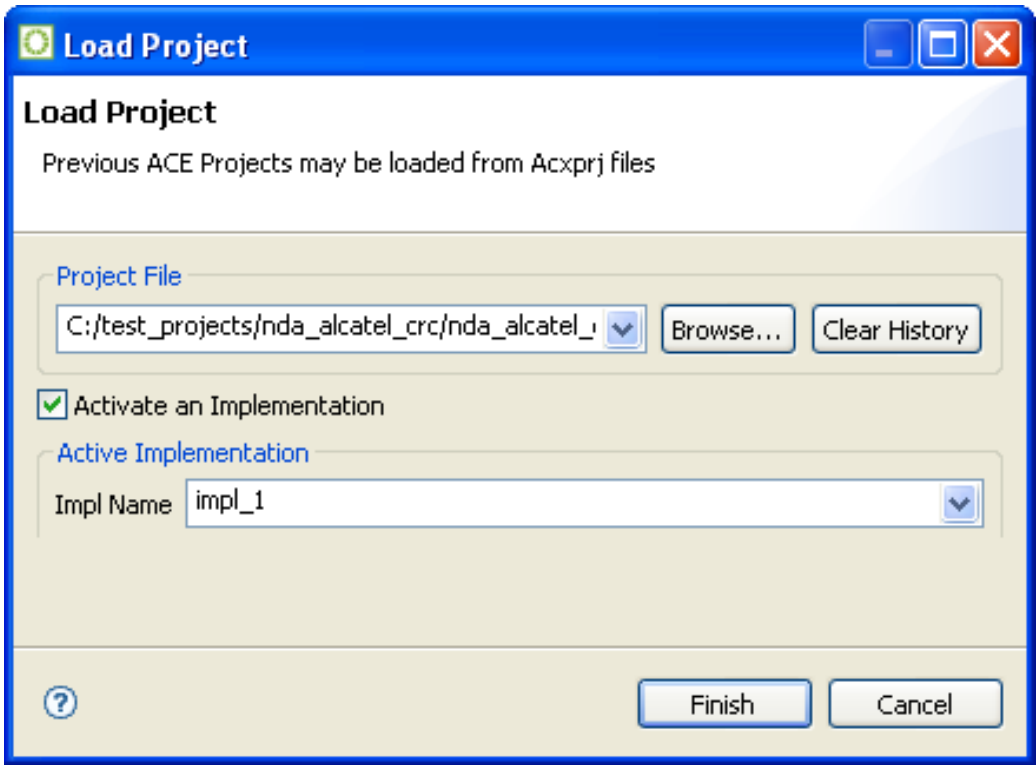 Load Project
Load Project
Previous ACE Projects may be loaded from Acxprj files
Project File
C:/test_projects/nda_alcatel_crc/nda_alcatel_
Browse...
Clear History
Activate an Implementation
Active Implementation
Impl Name impl_1
?
Finish
Cancel